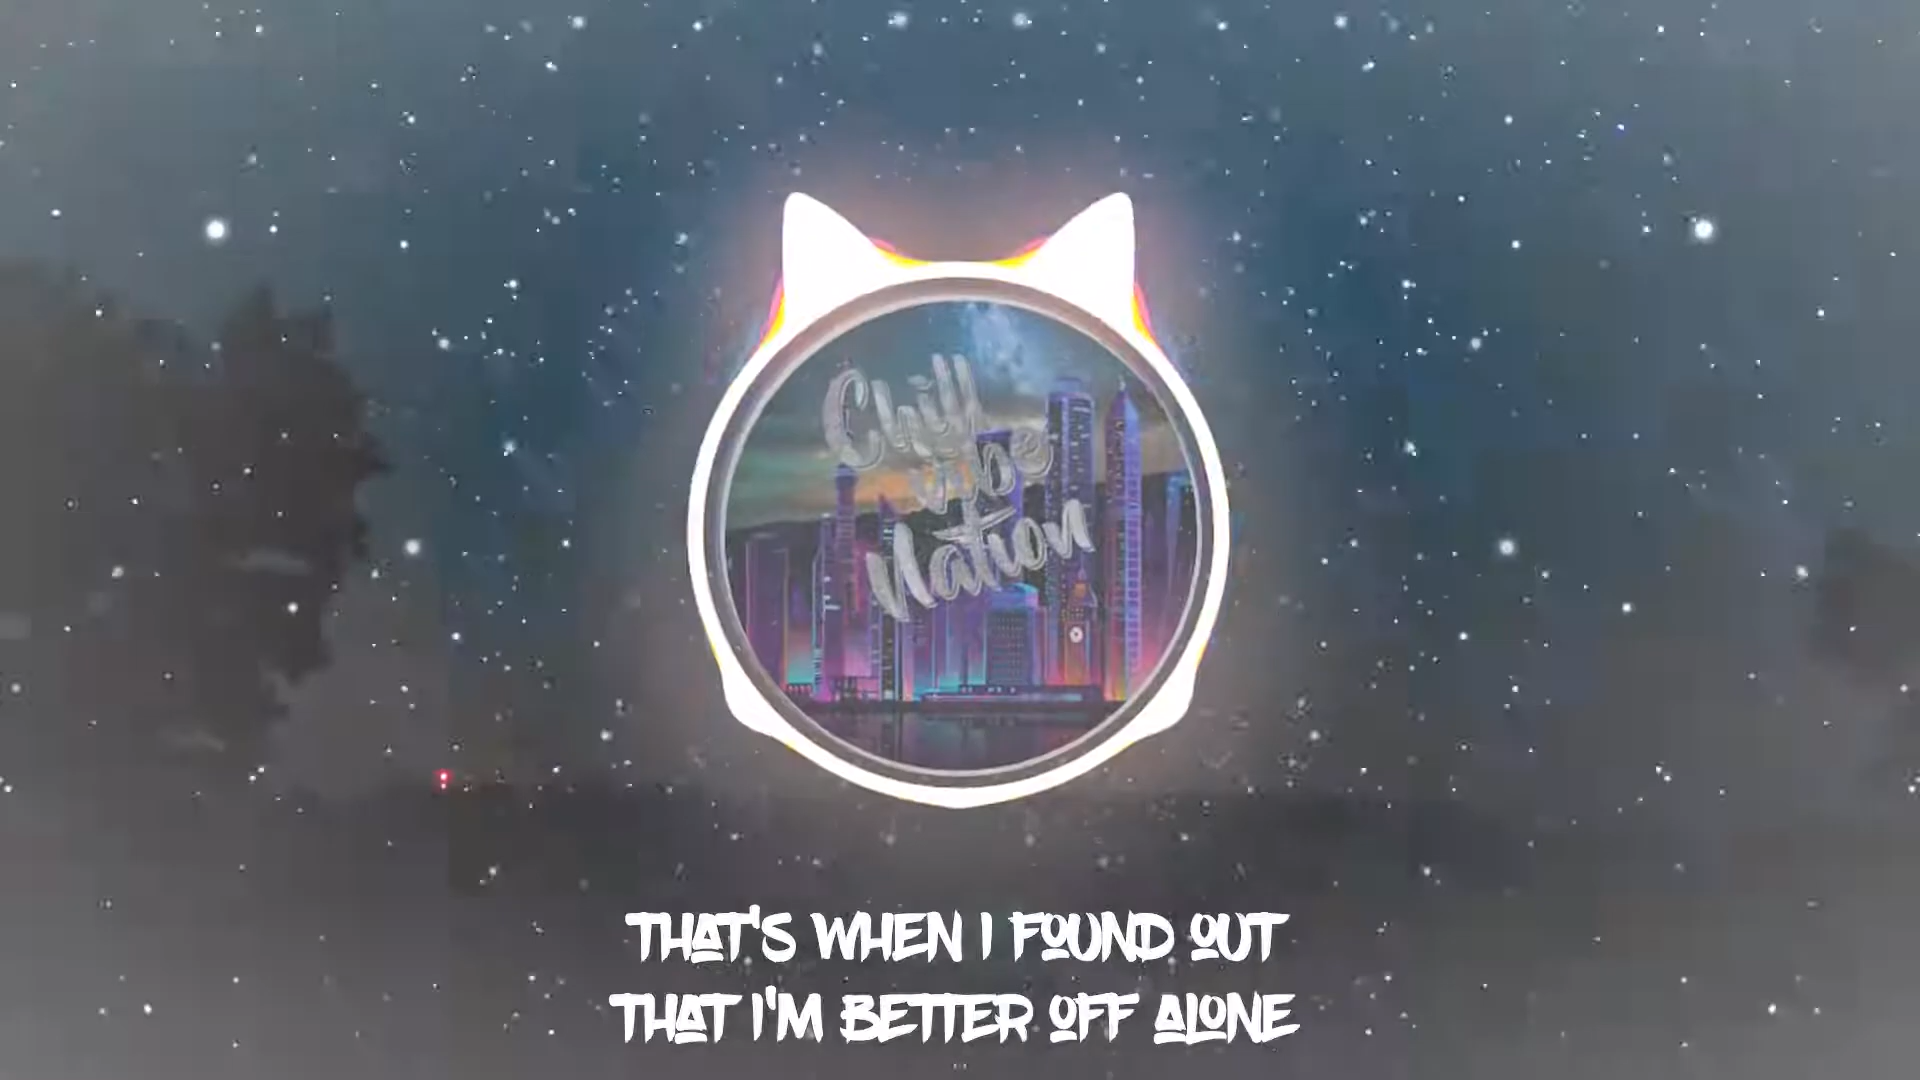 Chill
vibe
Nation
THAT'S WHEN I FOUND OUT
THAT I'M BETTER OFF ALONE